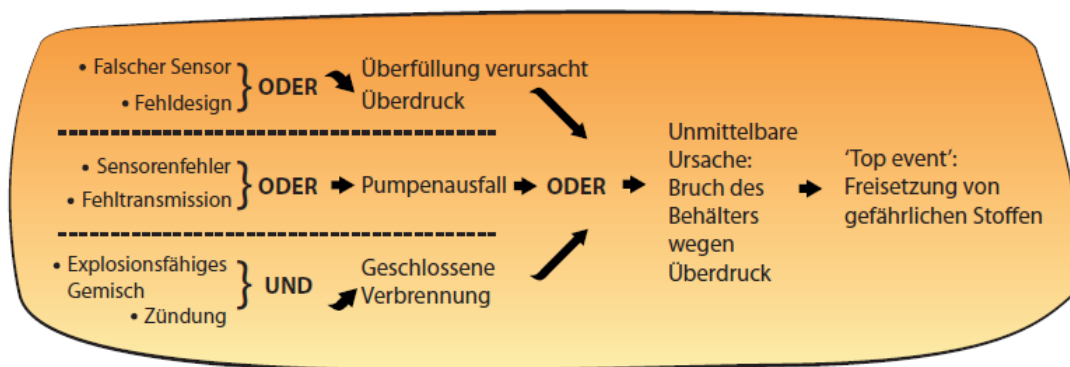 • Falscher Sensor
• Fehldesign
ODER
Überfüllung verursacht
Überdruck
• Sensorenfehler
• Fehltransmission
ODER
Pumpenausfall
ODER
• Explosionsfähiges
Gemisch
• Zündung
UND
Geschlossene
Verbrennung
Unmittelbare
Ursache:
Bruch des
Behälters
wegen
Überdruck
‘Top event’:
Freisetzung von
gefährlichen Stoffen